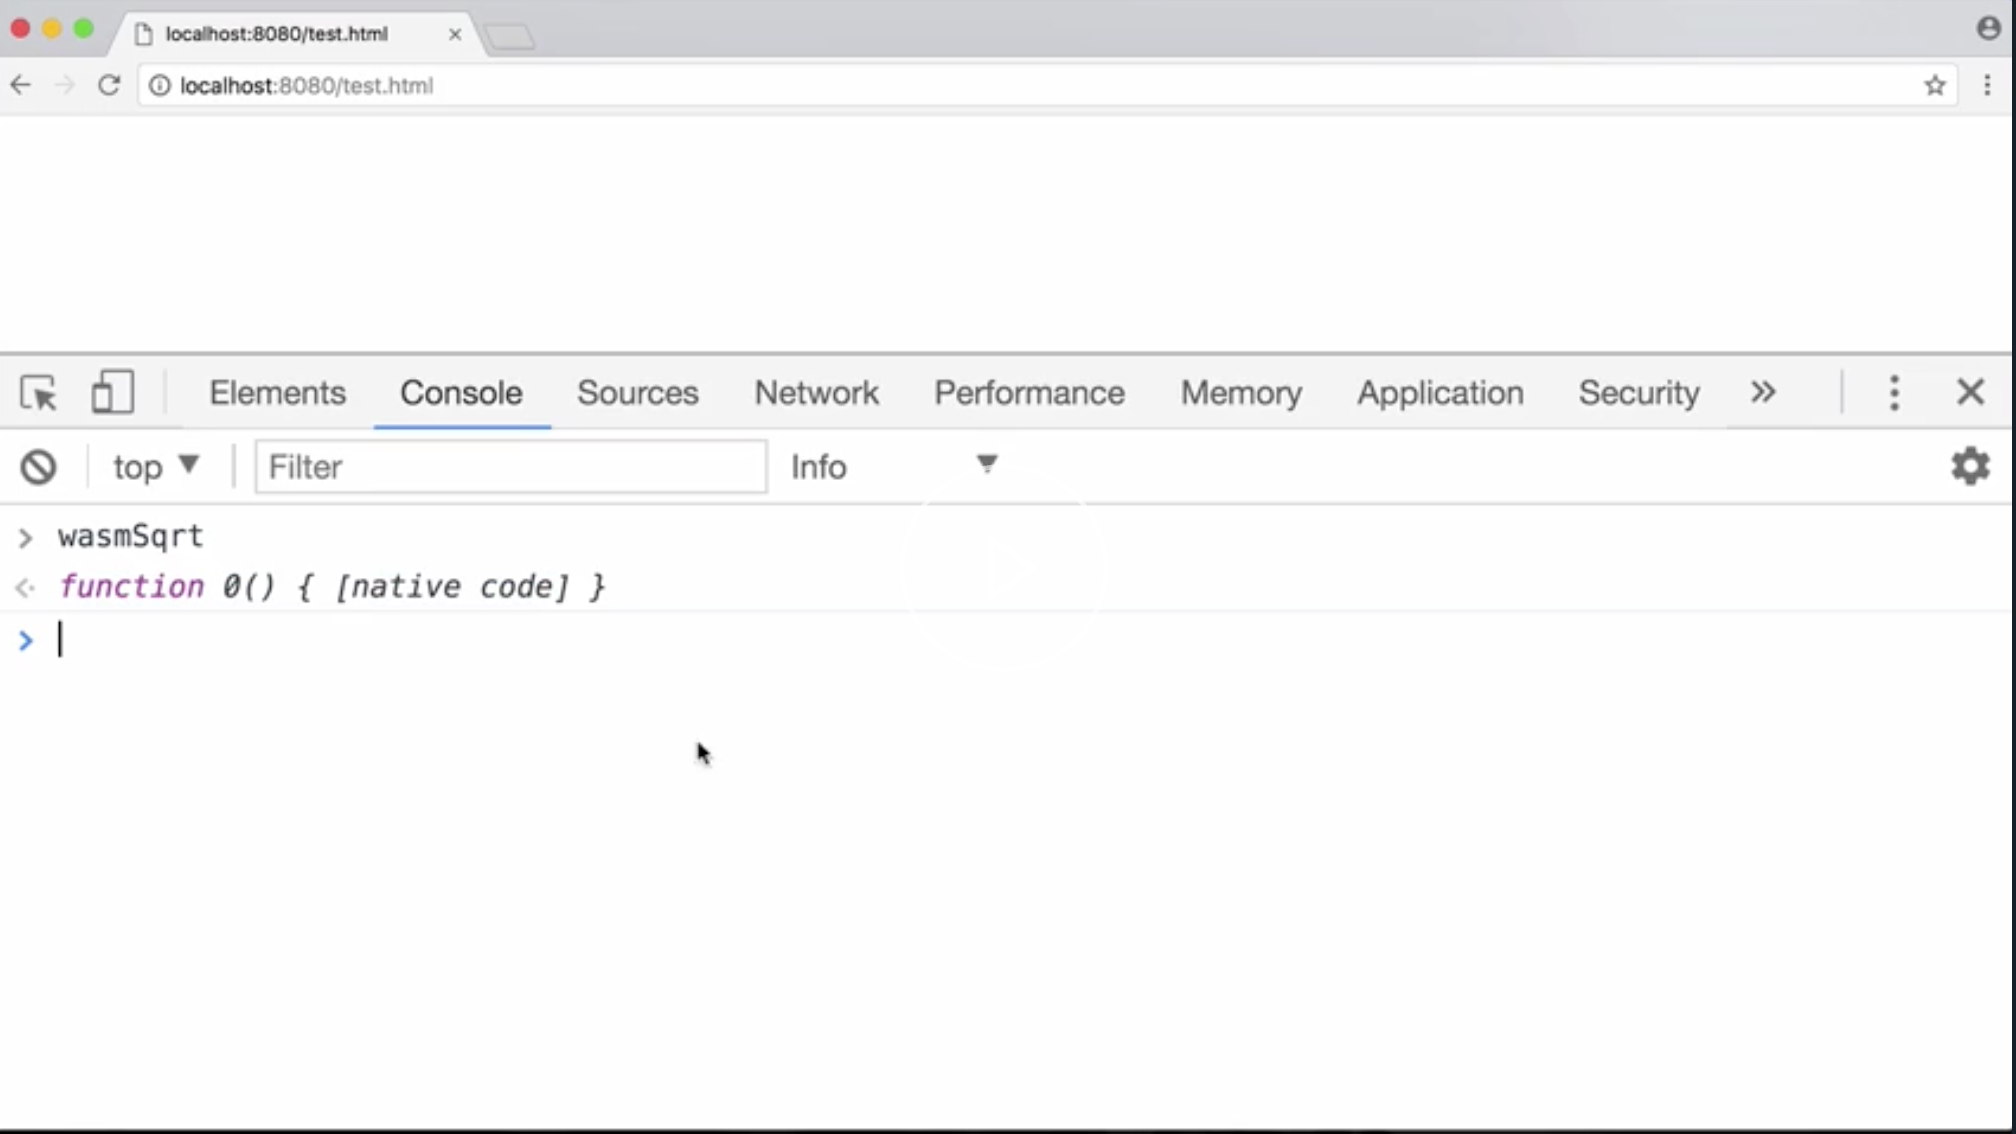 localhost:8080/test.html
localhost:8080/test.html
Elements Console Sources Network Performance Memory Application Security
top Filter Info
> wasmSqrt
function 0() { [native code] }
>